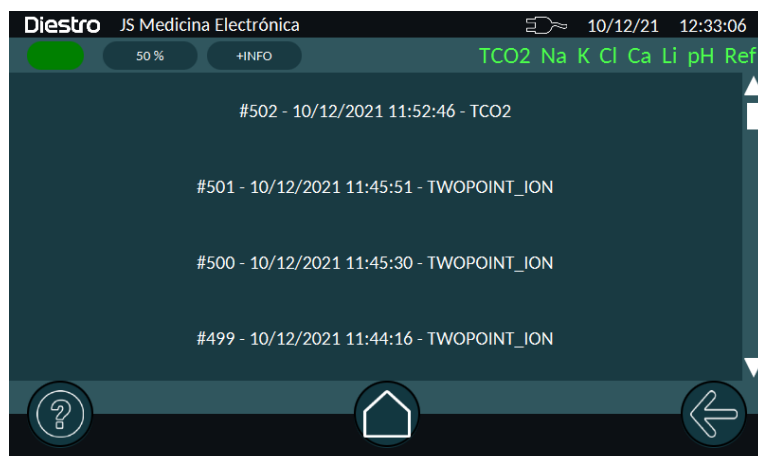 Diestro JS Medicina Electrónica 10/12/21 12:33:06
50 % +INFO TCO2 Na K Cl Ca Li pH Ref
#502 - 10/12/2021 11:52:46 - TCO2
#501 - 10/12/2021 11:45:51 - TWOPOINT_ION
#500 - 10/12/2021 11:45:30 - TWOPOINT_ION
#499 - 10/12/2021 11:44:16 - TWOPOINT_ION
?